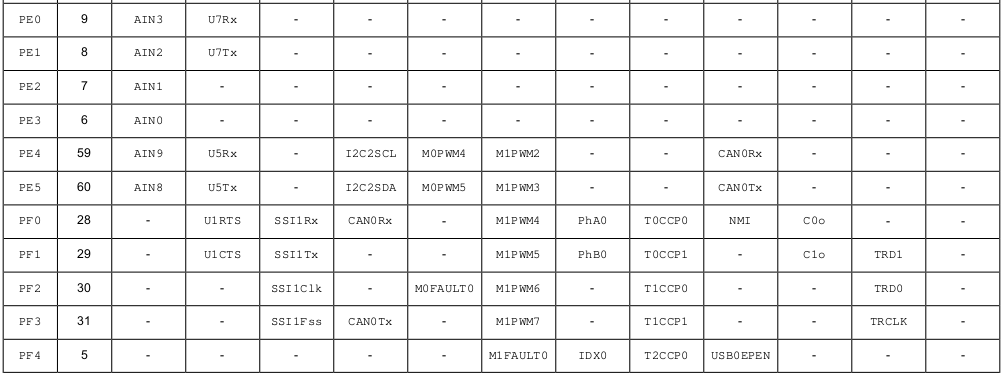 PE0 9 AIN3 U7Rx - - - - - - - - -
PE1 8 AIN2 U7Tx - - - - - - - - -
PE2 7 AIN1 - - - - - - - - - -
PE3 6 AIN0 - - - - - - - - - -
PE4 59 AIN9 U5Rx - I2C2SCL M0PWM4 M1PWM2 - - CAN0Rx - - -
PE5 60 AIN8 U5Tx - I2C2SDA M0PWM5 M1PWM3 - - CAN0Tx - - -
PF0 28 - U1RTS SSI1Rx CAN0Rx - M1PWM4 PhA0 T0CCP0 NMI C0o - -
PF1 29 - U1CTS SSI1Tx - - M1PWM5 PhB0 T0CCP1 - C1o TRD1 -
PF2 30 - - SSI1Clk - M0FAULT0 M1PWM6 - T1CCP0 - - TRD0 -
PF3 31 - - SSI1Fss CAN0Tx - M1PWM7 - T1CCP1 - - TRCLK -
PF4 5 - - - - - M1FAULT0 IDX0 T2CCP0 USB0EPEN - - -